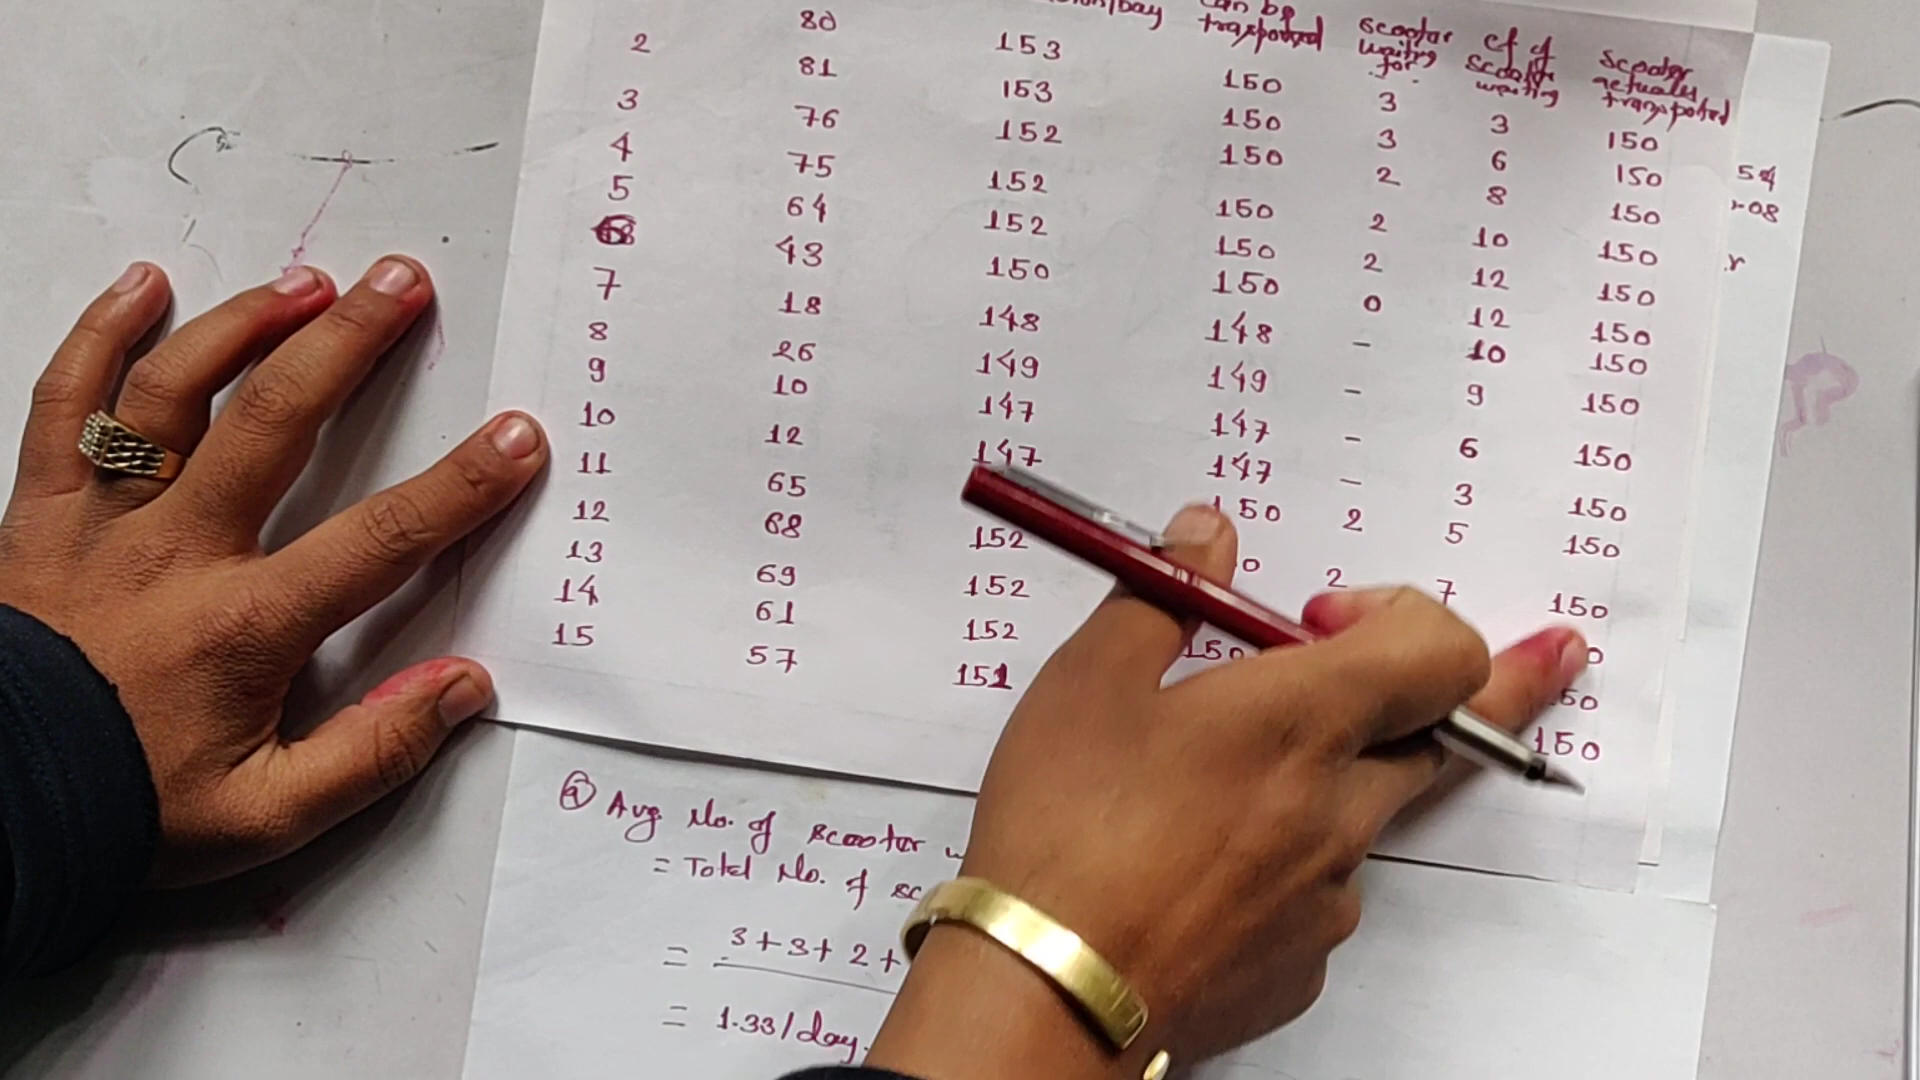 can be transported scooter waiting for cf of scooter waiting scooter actually transported
80 153 150 3 3 150
2 81 153 150 3 6 150
3 76 152 150 2 8 150
4 75 152 150 2 10 150
5 64 152 150 2 12 150
43 150 150 0 12 150
7 18 148 148 – 10 150
8 26 149 149 – 9 150
9 10 147 147 – 6 150
10 12 147 147 – 3 150
11 65 150 2 5 150
12 68 152 0 2 7 150
13 69 152 0
14 61 152 150 50
15 57 151 150
a Avg No. of scooter w
= Total No. of sc
= 3+3+2+
= 1.33/day.